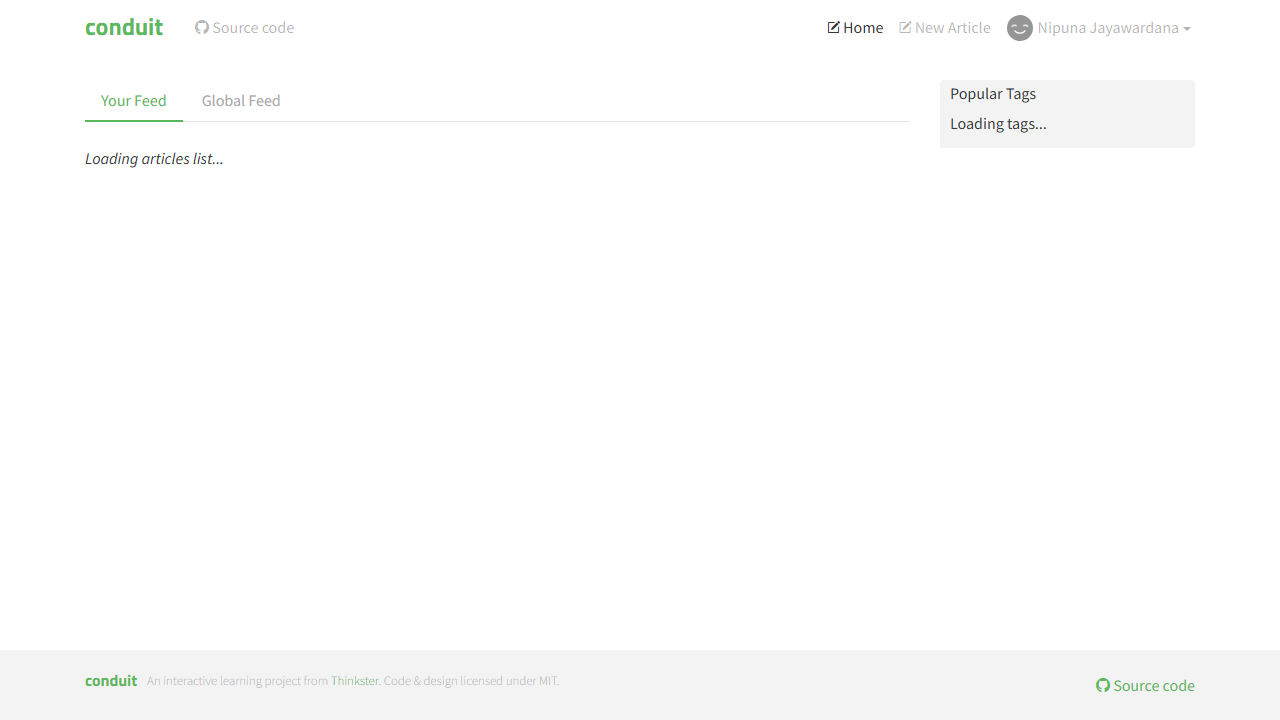 conduit Source code Home New Article Nipuna Jayawardana
Your Feed Global Feed
Loading articles list...
Popular Tags
Loading tags...
conduit An interactive learning project from Thinkster. Code & design licensed under MIT. Source code